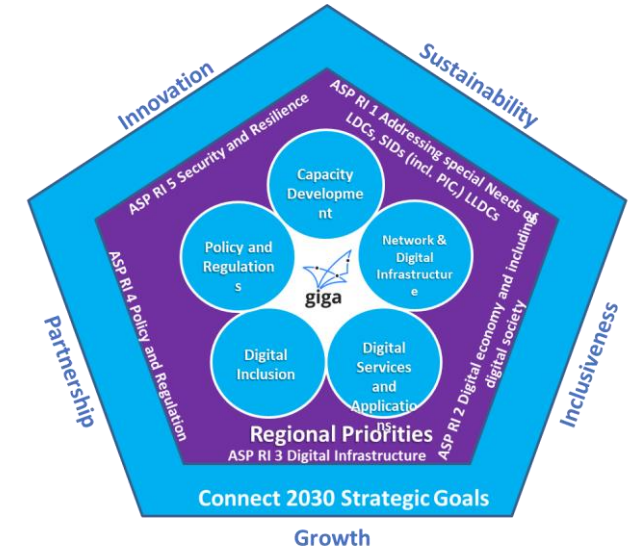 Innovation
Sustainability
ASP RI 5 Security and Resilience
ASP RI 1 Addressing special Needs of
LDCs, SIDs (incl. PIC,) LLDCs
Capacity
Developme
nt
Policy and
Regulation
s
Network &
Digital
Infrastructur
e
giga
Digital
Inclusion
Digital
Services
and
Applicatio
ns
ASP RI 4 Policy and Regulation
ASP RI 2 Digital economy and including
digital society
Partnership
Inclusiveness
Regional Priorities
ASP RI 3 Digital Infrastructure
Connect 2030 Strategic Goals
Growth